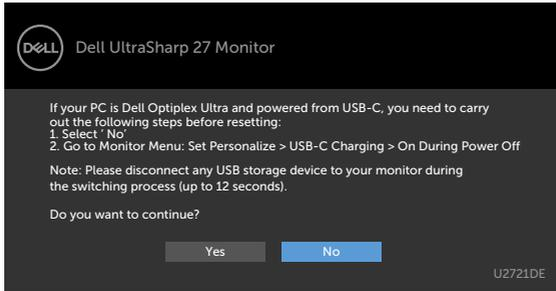 DELL
Dell UltraSharp 27 Monitor
If your PC is Dell Optiplex Ultra and powered from USB-C, you need to carry
out the following steps before resetting:
1. Select ‘ No’
2. Go to Monitor Menu: Set Personalize > USB-C Charging > On During Power Off
Note: Please disconnect any USB storage device to your monitor during
the switching process (up to 12 seconds).
Do you want to continue?
Yes No
U2721DE